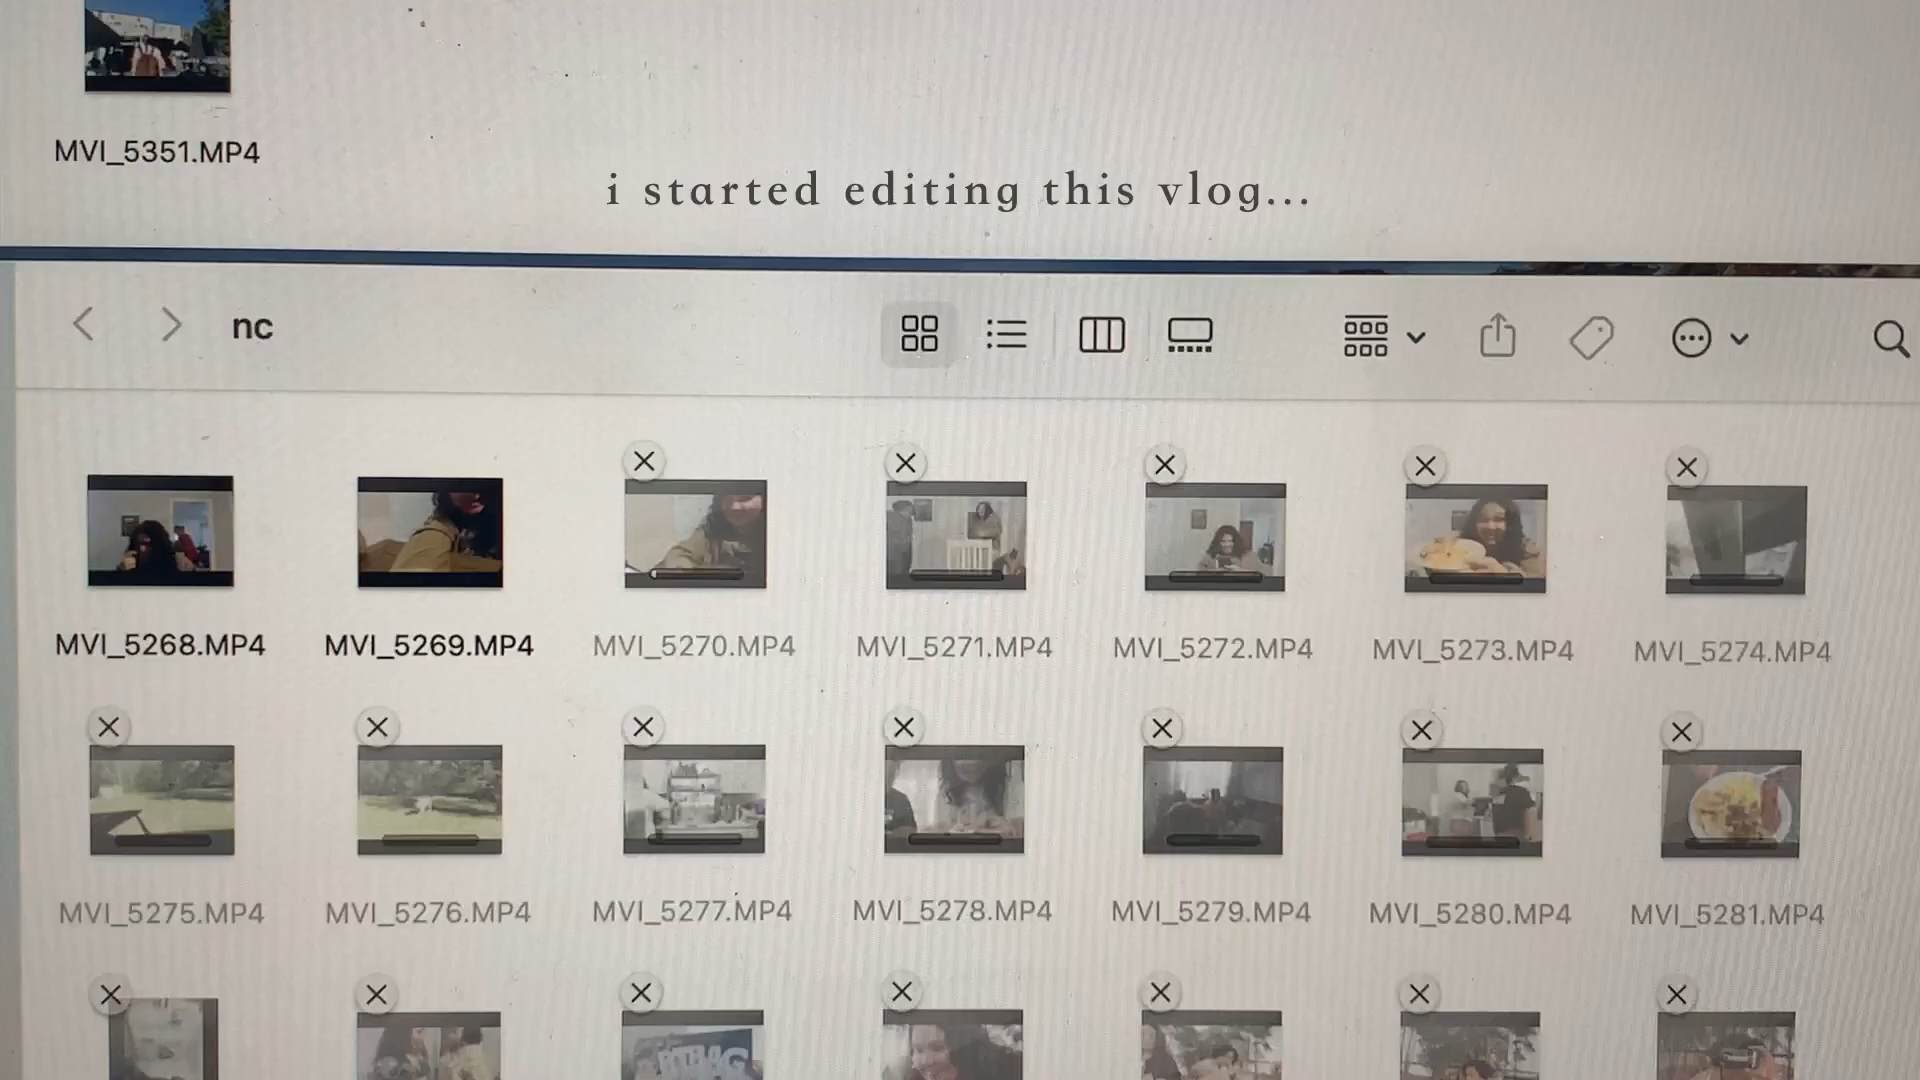 MVI_5351.MP4
i started editing this vlog...
nc
MVI_5268.MP4 MVI_5269.MP4 MVI_5270.MP4 MVI_5271.MP4 MVI_5272.MP4 MVI_5273.MP4 MVI_5274.MP4
MVI_5275.MP4 MVI_5276.MP4 MVI_5277.MP4 MVI_5278.MP4 MVI_5279.MP4 MVI_5280.MP4 MVI_5281.MP4